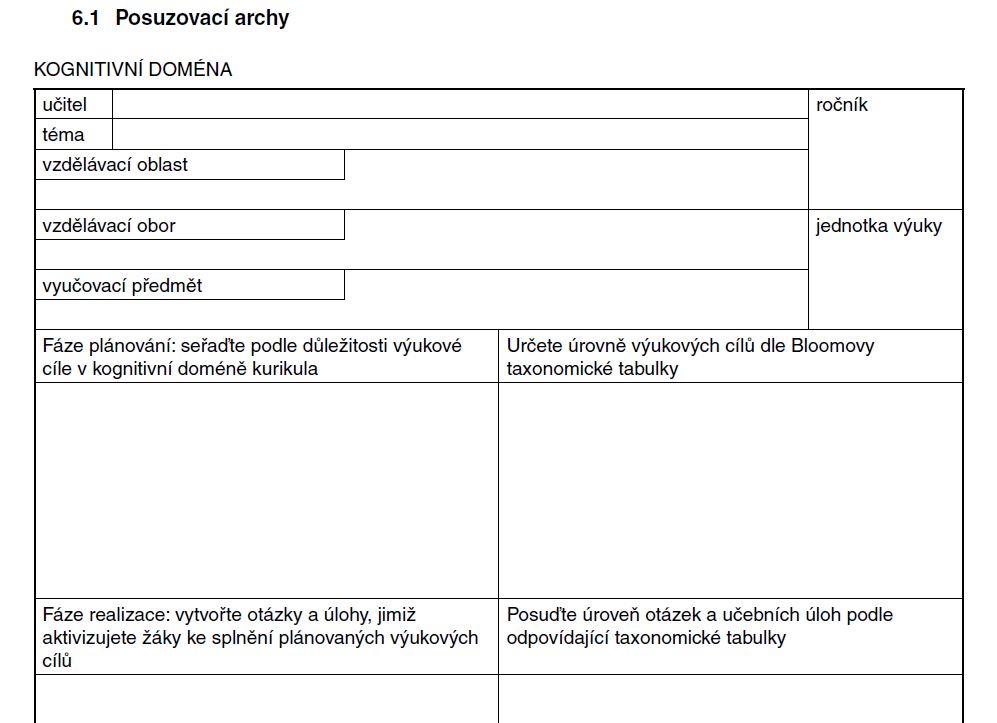 6.1 Posuzovací archy
KOGNITIVNÍ DOMÉNA
učitel
ročník
téma
vzdělávací oblast
vzdělávací obor
jednotka výuky
vyučovací předmět
Fáze plánování: seřaďte podle důležitosti výukové
cíle v kognitivní doméně kurikula
Určete úrovně výukových cílů dle Bloomovy
taxonomické tabulky
Fáze realizace: vytvořte otázky a úlohy, jimiž
aktivizujete žáky ke splnění plánovaných výukových
cílů
Posuďte úroveň otázek a učebních úloh podle
odpovídající taxonomické tabulky